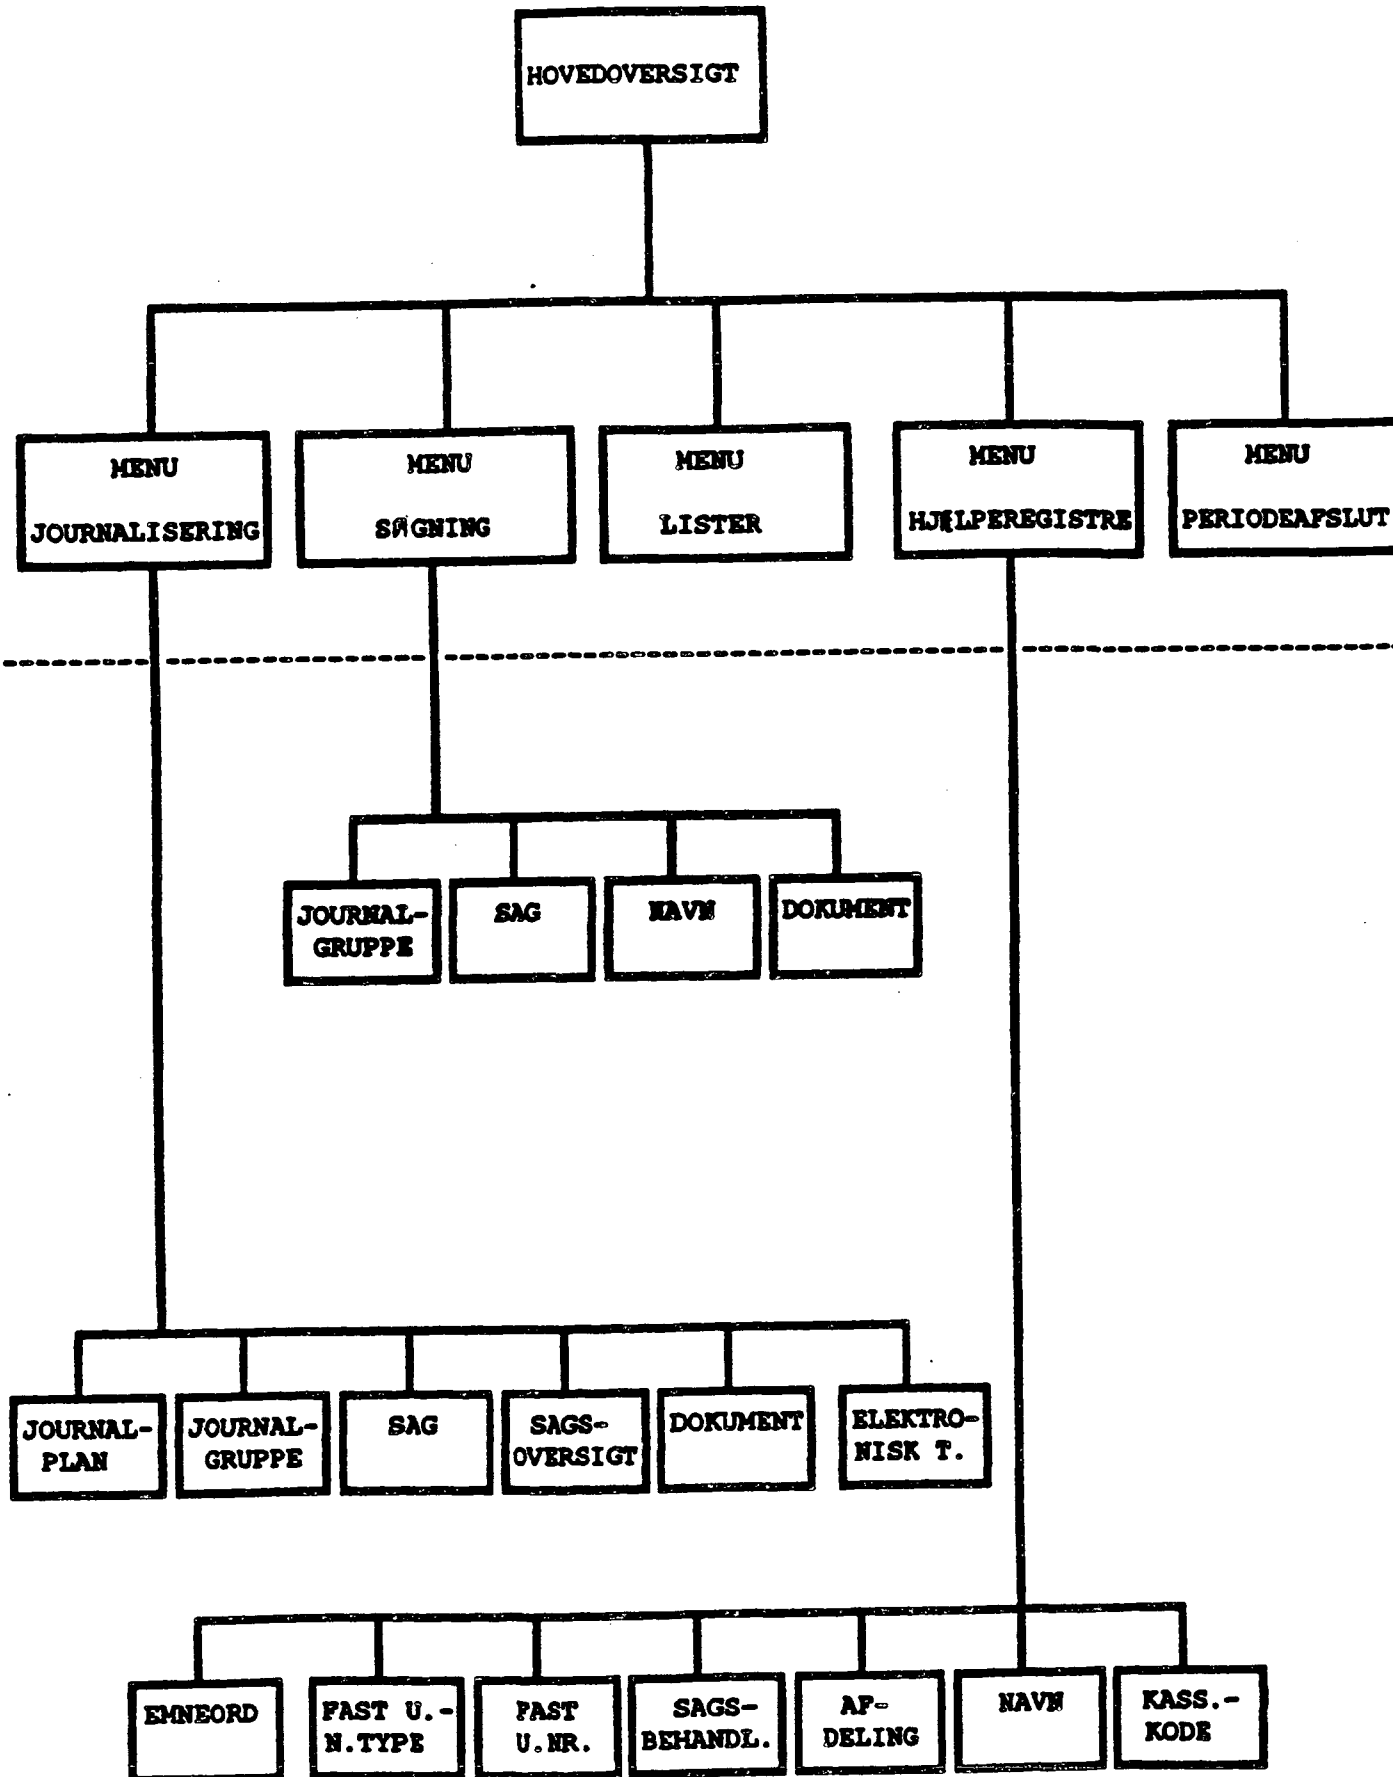 HOVEDOVERSIGT
MENU
JOURNALISERING
MENU
SØGNING
MENU
LISTER
MENU
HJÆLPEREGISTRE
MENU
PERIODEAFSLUT
JOURNAL-
GRUPPE
SAG
NAVN
DOKUMENT
JOURNAL-
PLAN
JOURNAL-
GRUPPE
SAG
SAGS-
OVERSIGT
DOKUMENT
ELEKTRO-
NISK T.
EMNEORD
FAST U.-
N.TYPE
FAST
U.NR.
SAGS-
BEHANDL.
AF-
DELING
NAVN
KASS.-
KODE